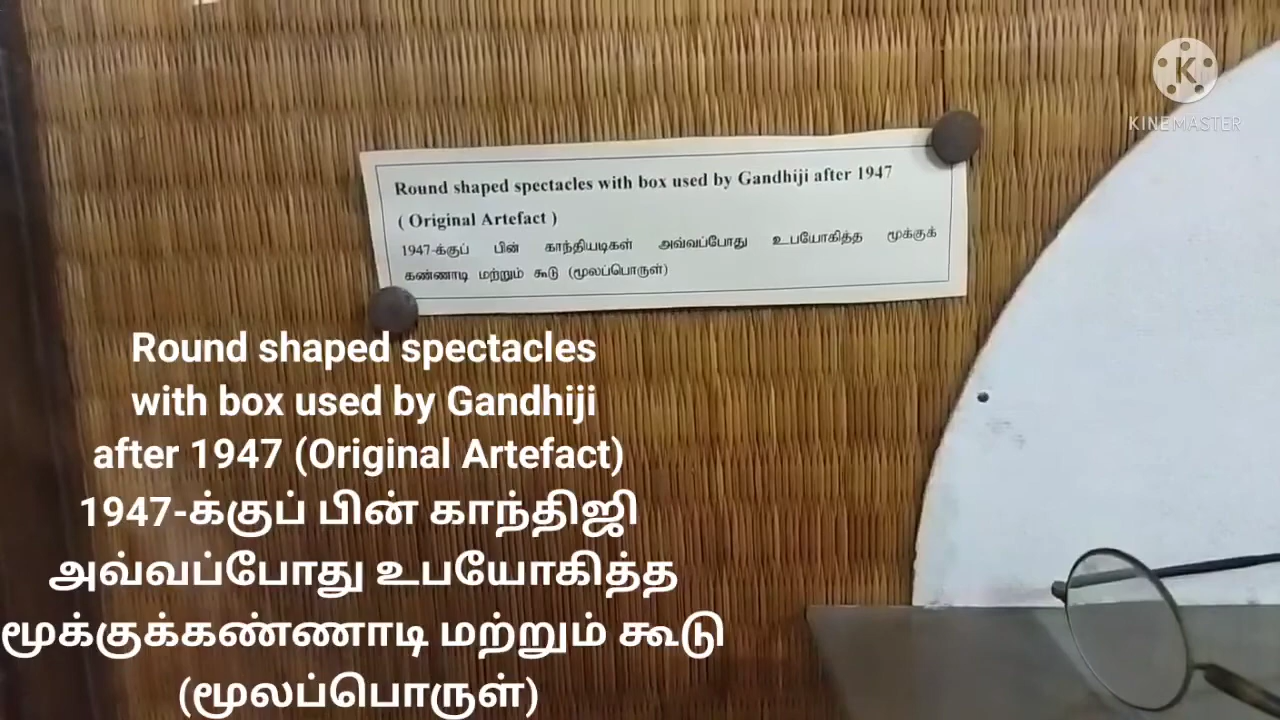 KINEMASTER
Round shaped spectacles with box used by Gandhiji after 1947
( Original Artefact )
1947-க்குப் பின் காந்தியடிகள் அவ்வப்போது உபயோகித்த மூக்குக்
கண்ணாடி மற்றும் கூடு (மூலப்பொருள்)
Round shaped spectacles
with box used by Gandhiji
after 1947 (Original Artefact)
1947-க்குப் பின் காந்திஜி
அவ்வப்போது உபயோகித்த
மூக்குக்கண்ணாடி மற்றும் கூடு
(மூலப்பொருள்)